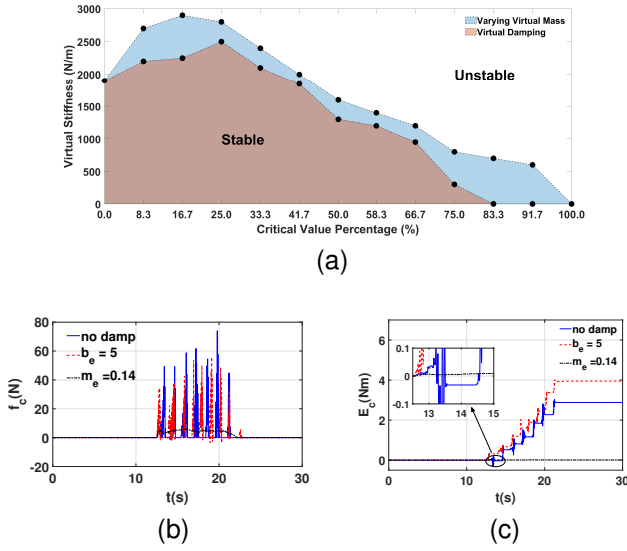 3000
2500
2000
1500
1000
500
0
Virtual Stiffness (N/m)
Varying Virtual Mass
Virtual Damping
Unstable
Stable
0.0 8.3 16.7 25.0 33.3 41.7 50.0 58.3 66.7 75.0 83.3 91.7 100.0
Critical Value Percentage (%)
(a)
80
60
40
20
0
-20
f_c(N)
no damp
b_e = 5
m_e =0.14
0 10 20 30
t(s)
(b)
6
4
2
0
E_c(Nm)
0.1
0
-0.1
13 14 15
no damp
b_e = 5
m_e =0.14
0 10 20 30
t(s)
(c)